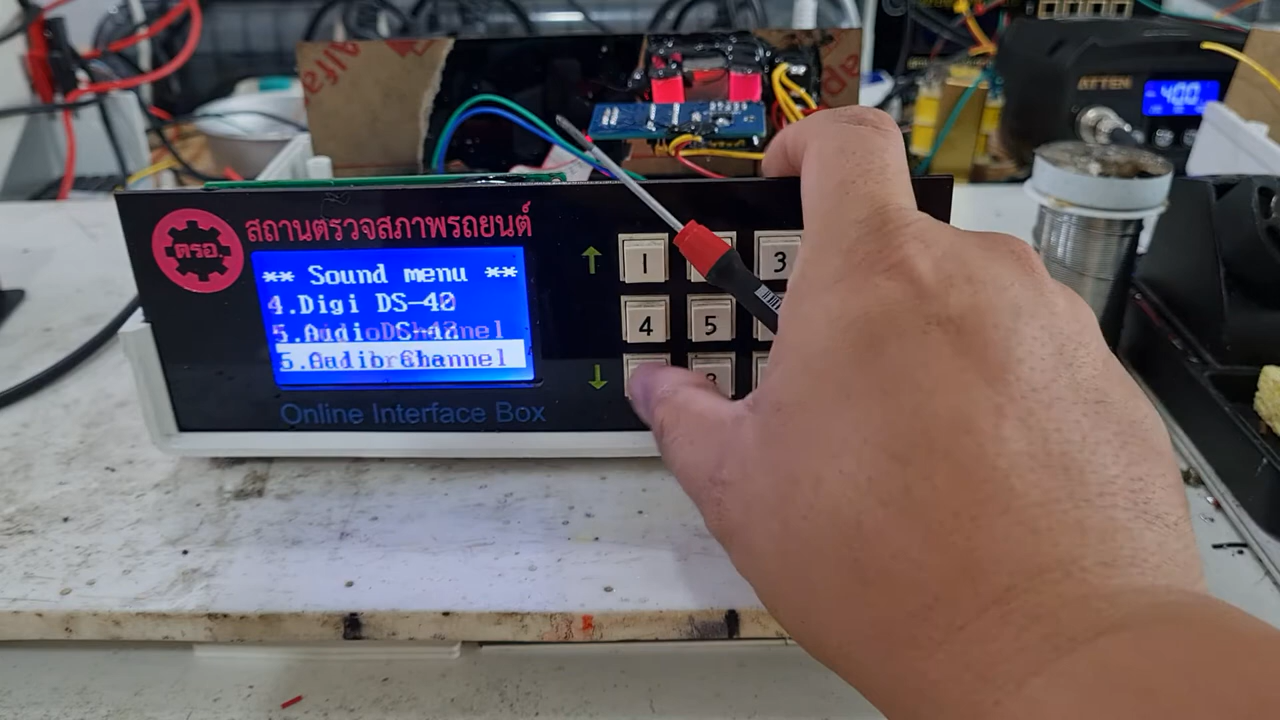 ATTEN
400
ตรอ.
สถานตรวจสภาพรถยนต์
** Sound menu **
4.Digi DS-40
Online Interface Box
↑
1
3
4
5
↓